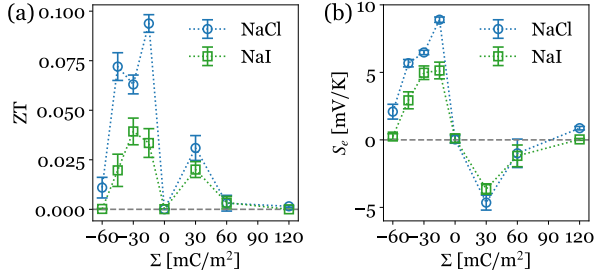 (a)
NaCl
NaI
ZT
0.100
0.075
0.050
0.025
0.000
−60 −30 0 30 60 90 120
Σ [mC/m²]
(b)
NaCl
NaI
Sₑ [mV/K]
10
5
0
−5
−60 −30 0 30 60 90 120
Σ [mC/m²]